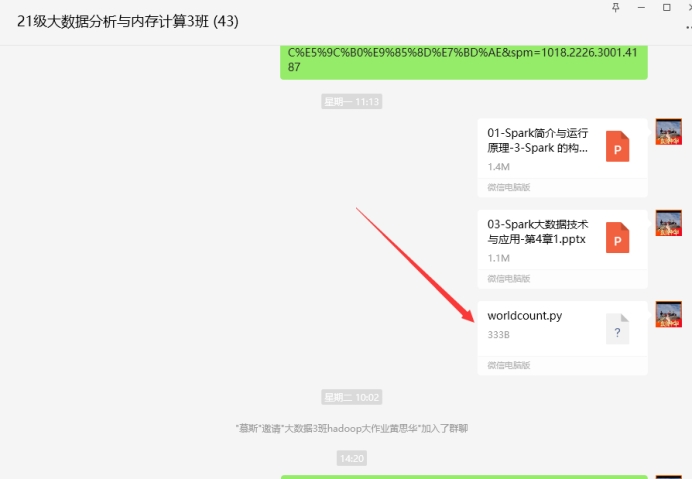 21级大数据分析与内存计算3班 (43)
C%E5%9C%B0%E9%85%8D%E7%BD%AE&spm=1018.2226.3001.41
87
星期一 11:13
01-Spark简介与运行
原理-3-Spark 的构...
P
1.4M
微信电脑版
03-Spark大数据技术
与应用-第4章1.pptx
P
1.1M
微信电脑版
worldcount.py
?
333B
微信电脑版
星期二 10:02
"慕斯"邀请"大数据3班hadoop大作业黄思华"加入了群聊
14:20